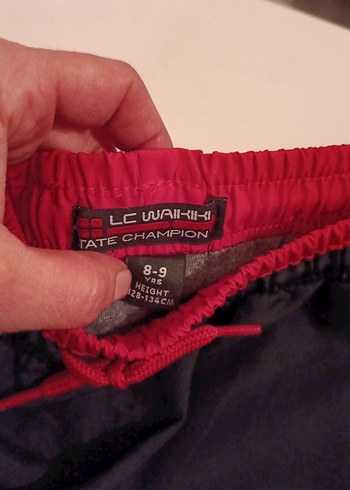 LC WAIKIKI
TATE CHAMPION
8-9
YRS
HEIGHT
128-134CM